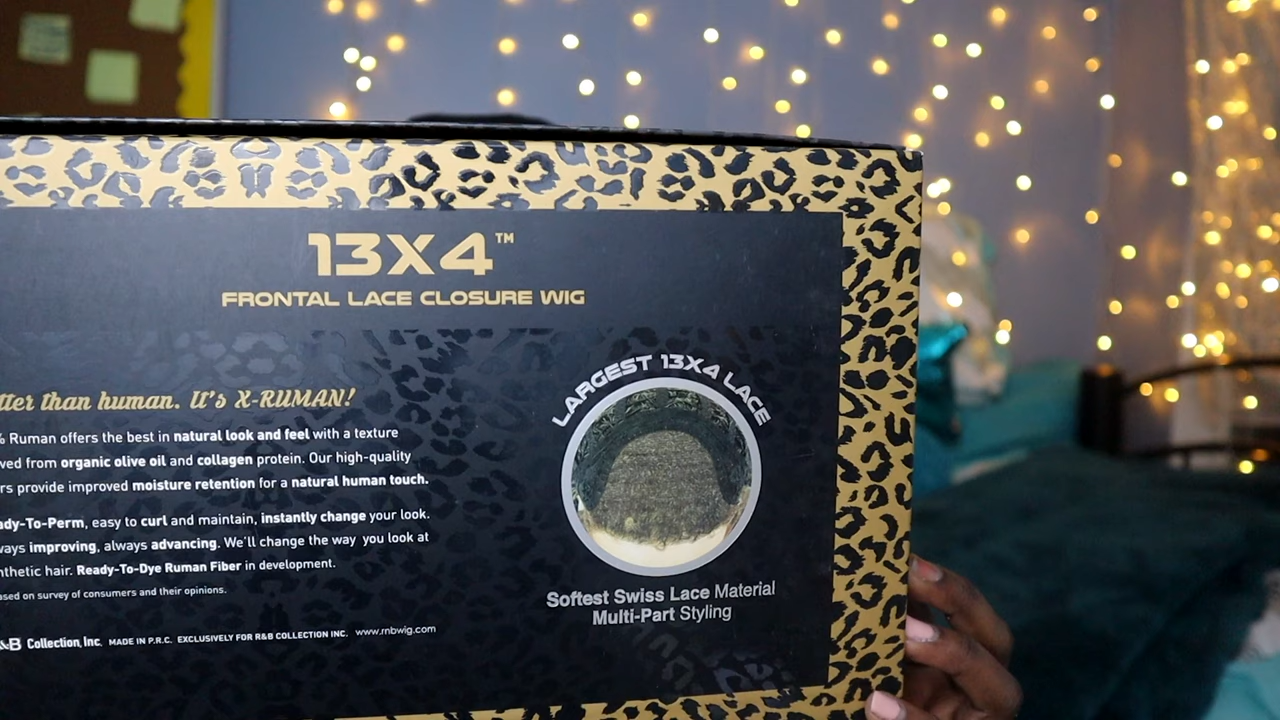 13X4™
FRONTAL LACE CLOSURE WIG
LARGEST 13X4 LACE
tter than human. It's X-RUMAN!
% Ruman offers the best in natural look and feel with a texture
ved from organic olive oil and collagen protein. Our high-quality
rs provide improved moisture retention for a natural human touch.
ady-To-Perm, easy to curl and maintain, instantly change your look.
ways improving, always advancing. We'll change the way you look at
nthetic hair. Ready-To-Dye Ruman Fiber in development.
ased on survey of consumers and their opinions.
Softest Swiss Lace Material
Multi-Part Styling
&B Collection, Inc. MADE IN P.R.C. EXCLUSIVELY FOR R&B COLLECTION INC. www.rnbwig.com